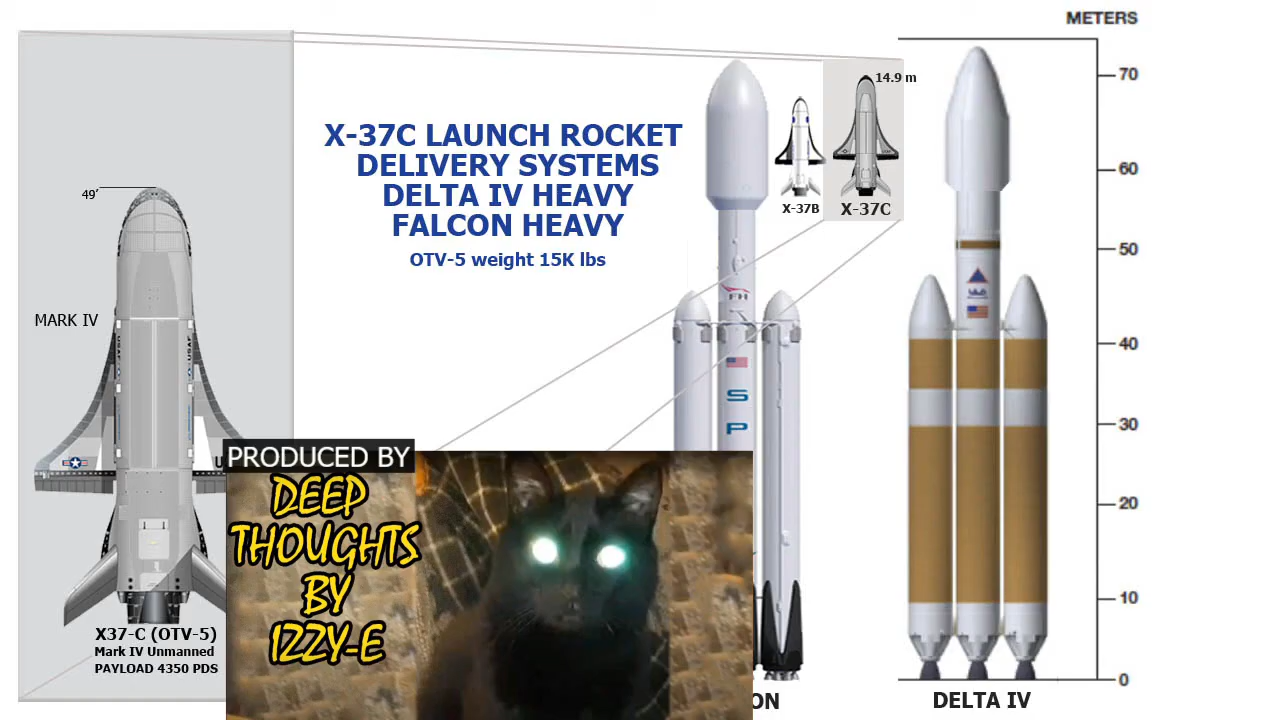 METERS
70
60
50
40
30
20
10
0
X-37C LAUNCH ROCKET
DELIVERY SYSTEMS
DELTA IV HEAVY
FALCON HEAVY
OTV-5 weight 15K lbs
14.9 m
X-37B
X-37C
49'
MARK IV
USAF
U
FH
S
P
X37-C (OTV-5)
Mark IV Unmanned
PAYLOAD 4350 PDS
PRODUCED BY
DEEP
THOUGHTS
BY
IZZY-E
ON
DELTA IV